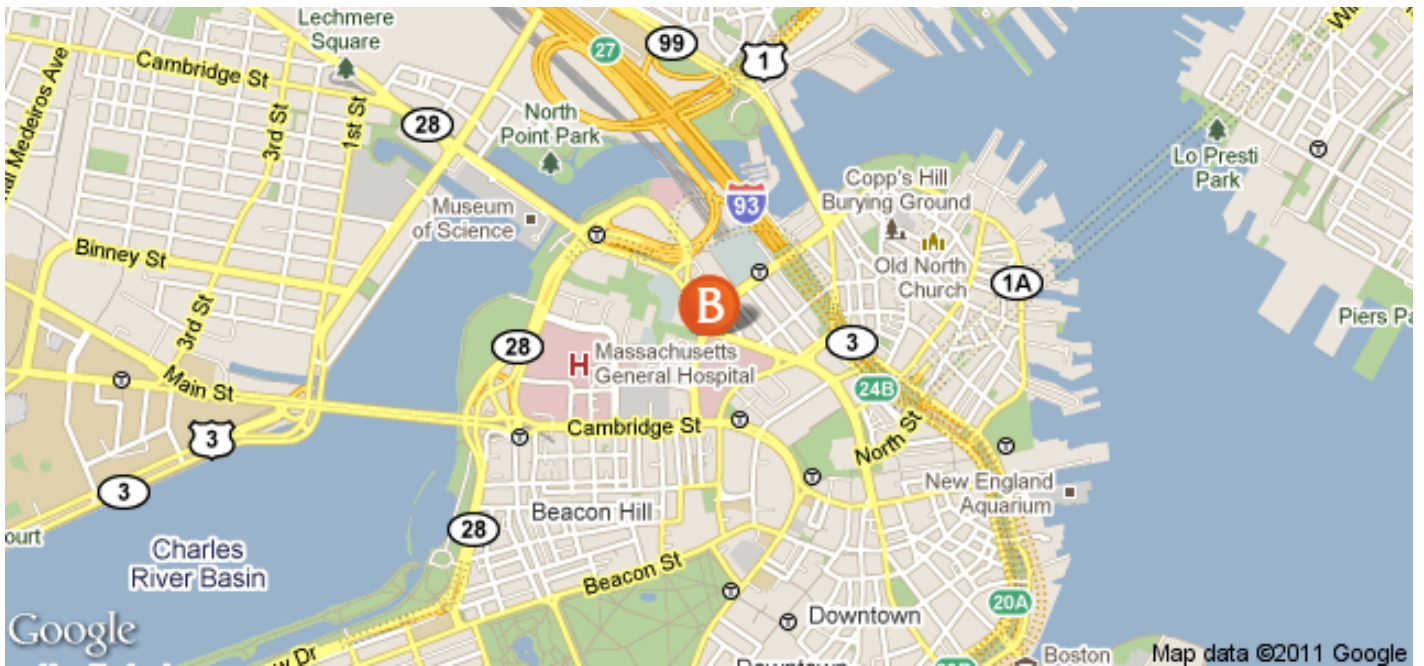 Lechmere
Square
Cambridge St
3rd St
1st St
28
27
99
1
North
Point Park
al Medeiros Ave
Museum
of Science
93
Copp's Hill
Burying Ground
Old North
Church
1A
Lo Presti
Park
Piers Pa
Binney St
3rd St
Main St
28
B
H
Massachusetts
General Hospital
3
24B
Cambridge St
North St
3
3
New England
Aquarium
Beacon Hill
28
Charles
River Basin
Beacon St
Downtown
20A
ourt
Google
w Dr
Downtown
Boston
Map data ©2011 Google